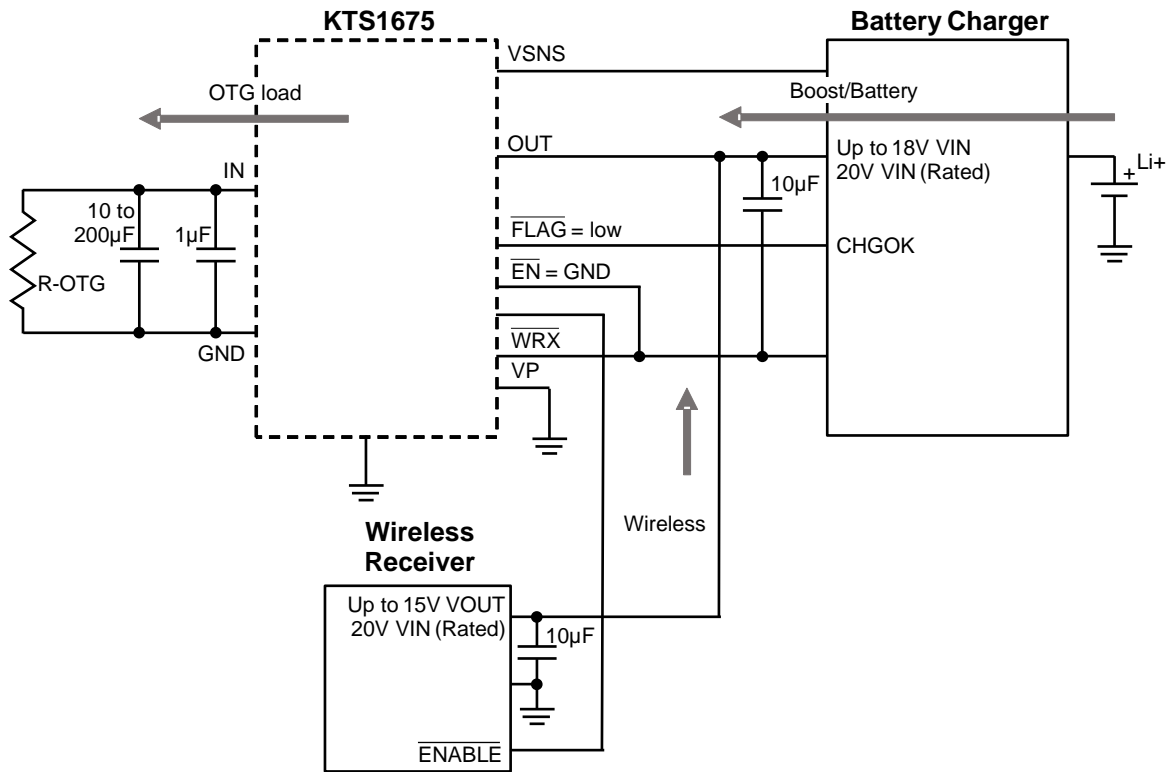 KTS1675
Battery Charger
VSNS
OTG load
Boost/Battery
OUT
Up to 18V VIN
20V VIN (Rated)
Li+
+
IN
10µF
10 to
200µF
1µF
FLAG = low
CHGOK
EN = GND
R-OTG
WRX
GND
VP
Wireless
Wireless
Receiver
Up to 15V VOUT
20V VIN (Rated)
10µF
ENABLE